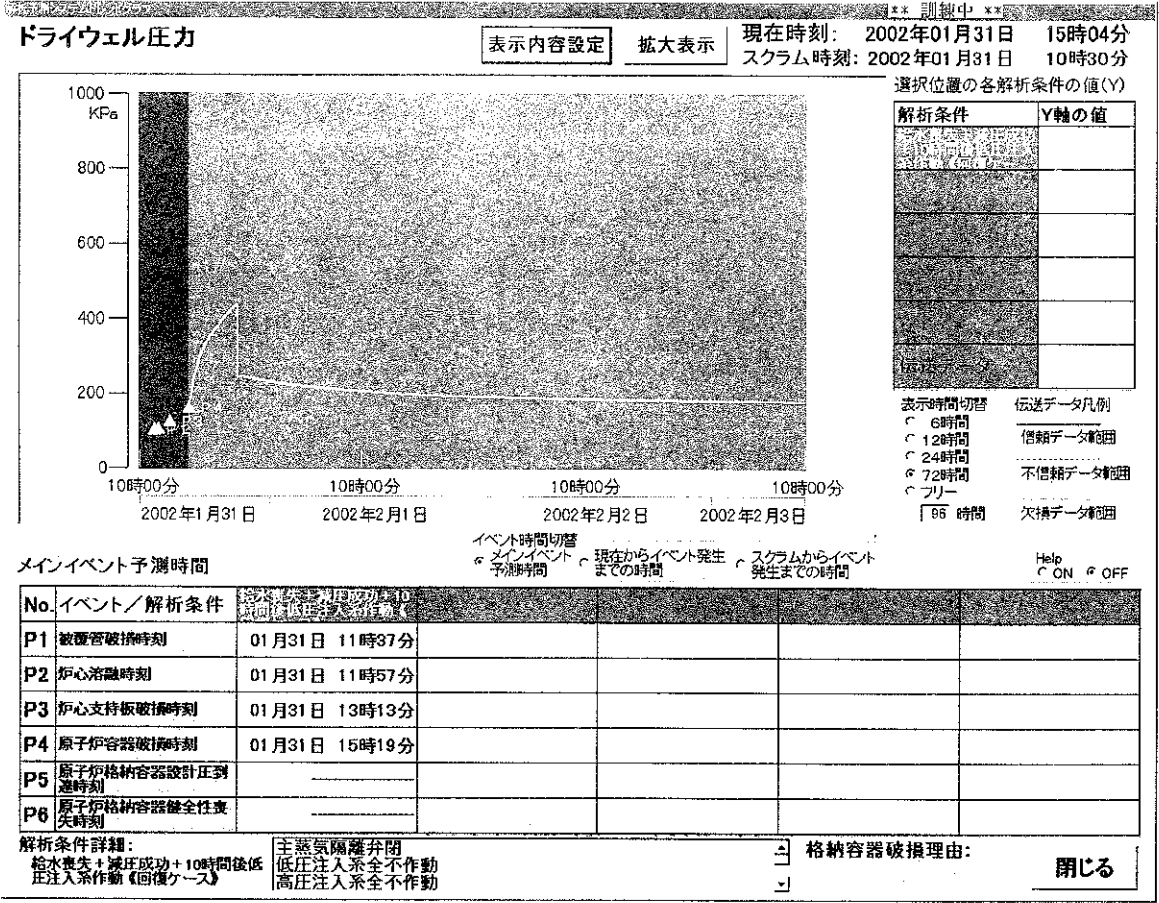 ** 訓練中 **
ドライウェル圧力
表示内容設定
拡大表示
現在時刻: 2002年01月31日 15時04分
スクラム時刻: 2002年01月31日 10時30分
選択位置の各解析条件の値(Y)
解析条件 Y軸の値
伝送データ
1000
KPa
800
600
400
200
0
10時00分 10時00分 10時00分 10時00分
2002年1月31日 2002年2月1日 2002年2月2日 2002年2月3日
表示時間切替
6時間
12時間
24時間
72時間
フリー
96 時間
伝送データ凡例
信頼データ範囲
不信頼データ範囲
欠損データ範囲
イベント時間切替
メインイベント予測時間
メインイベント
予測時間
現在からイベント発生
までの時間
スクラムからイベント
発生までの時間
Help
ON OFF
No. イベント/解析条件 給水喪失+減圧成功+10
時間後低圧注入系作動《
P1 被覆管破損時刻 01月31日 11時37分
P2 炉心溶融時刻 01月31日 11時57分
P3 炉心支持板破損時刻 01月31日 13時13分
P4 原子炉容器破損時刻 01月31日 15時19分
P5 原子炉格納容器設計圧到
達時刻
P6 原子炉格納容器健全性喪
失時刻
解析条件詳細:
給水喪失+減圧成功+10時間後低
圧注入系作動《回復ケース》
主蒸気隔離弁閉
低圧注入系全不作動
高圧注入系全不作動
格納容器破損理由:
閉じる